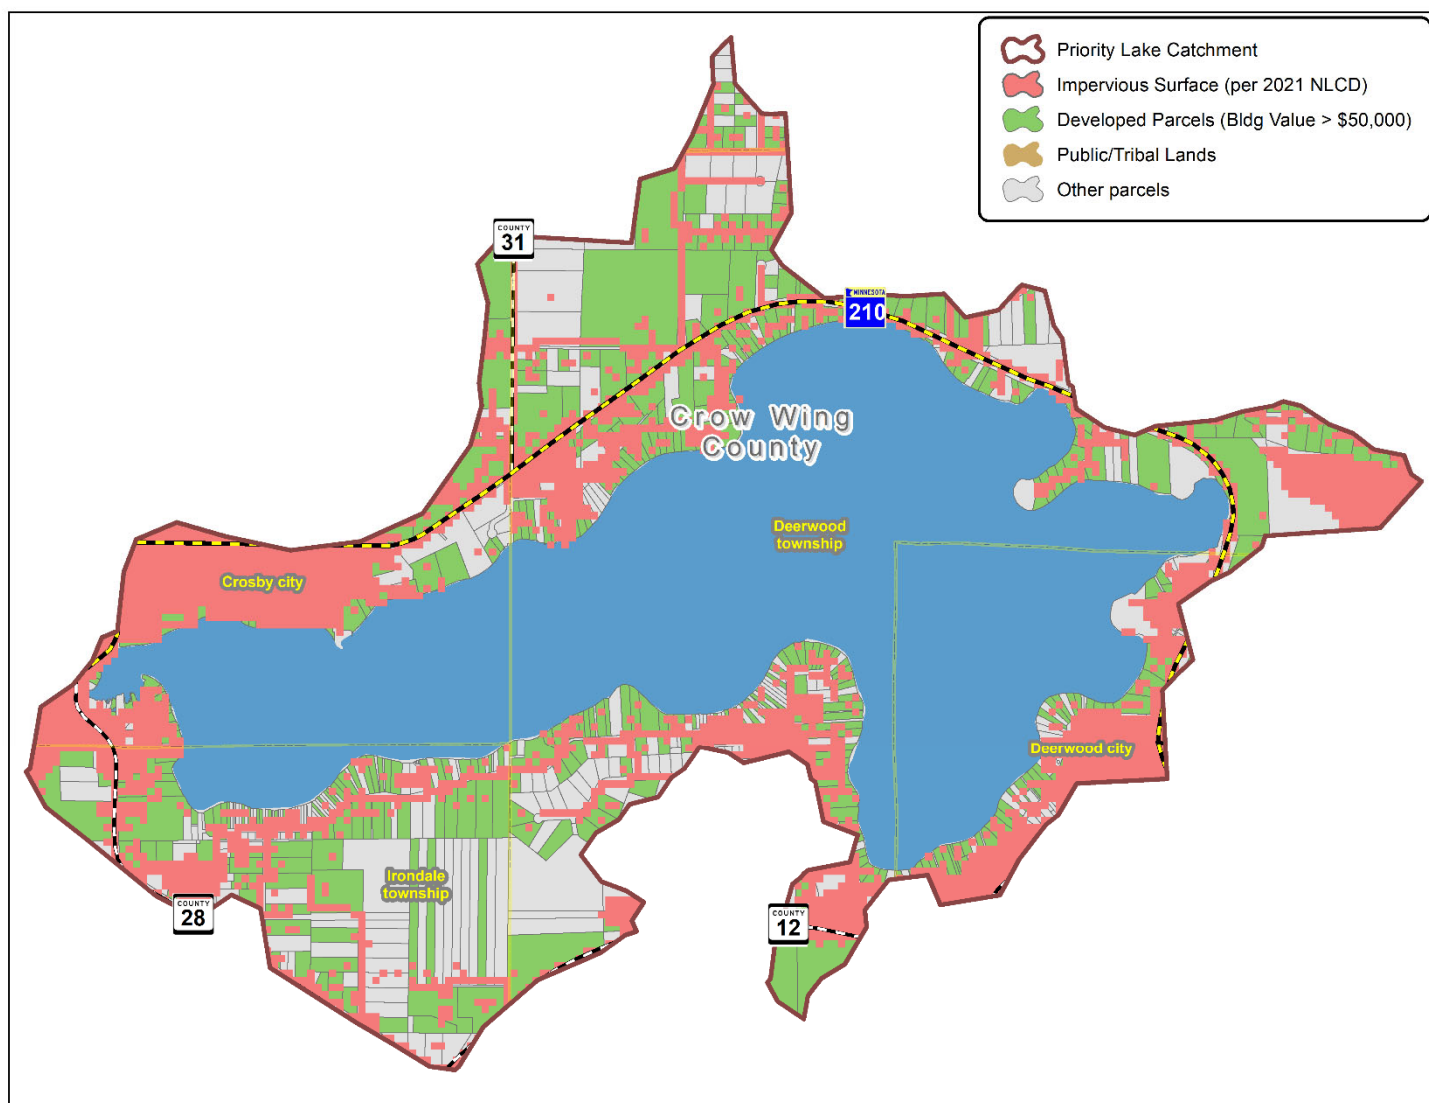 Priority Lake Catchment
Impervious Surface (per 2021 NLCD)
Developed Parcels (Bldg Value > $50,000)
Public/Tribal Lands
Other parcels
COUNTY
31
MINNESOTA
210
Crow Wing
County
Deerwood
township
Crosby city
Deerwood city
Irondale
township
COUNTY
28
COUNTY
12